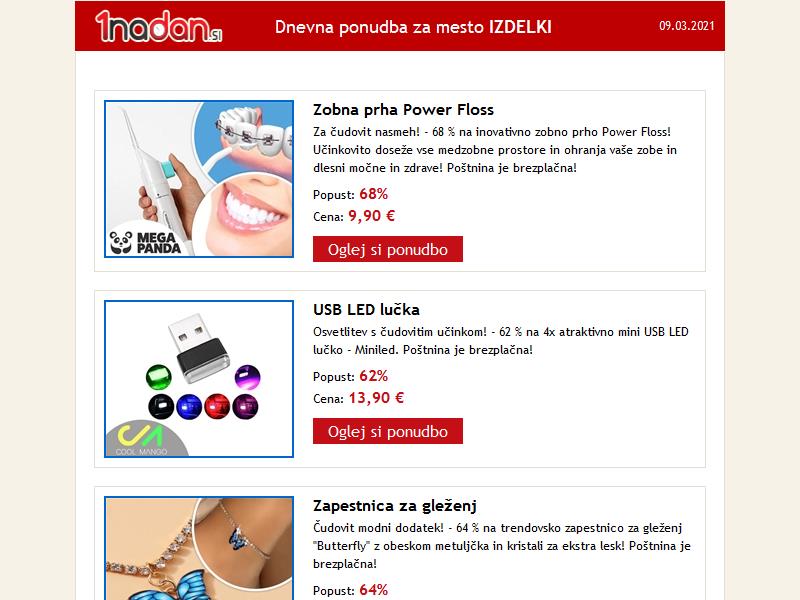 1nadan.si
Dnevna ponudba za mesto IZDELKI
09.03.2021
Zobna prha Power Floss
Za čudovit nasmeh! - 68 % na inovativno zobno prho Power Floss!
Učinkovito doseže vse medzobne prostore in ohranja vaše zobe in
dlesni močne in zdrave! Poštnina je brezplačna!
Popust: 68%
Cena: 9,90 €
Oglej si ponudbo
MEGA
PANDA
USB LED lučka
Osvetlitev s čudovitim učinkom! - 62 % na 4x atraktivno mini USB LED
lučko - Miniled. Poštnina je brezplačna!
Popust: 62%
Cena: 13,90 €
Oglej si ponudbo
COOL MANGO
Zapestnica za gleženj
Čudovit modni dodatek! - 64 % na trendovsko zapestnico za gleženj
"Butterfly" z obeskom metuljčka in kristali za ekstra lesk! Poštnina je
brezplačna!
Popust: 64%